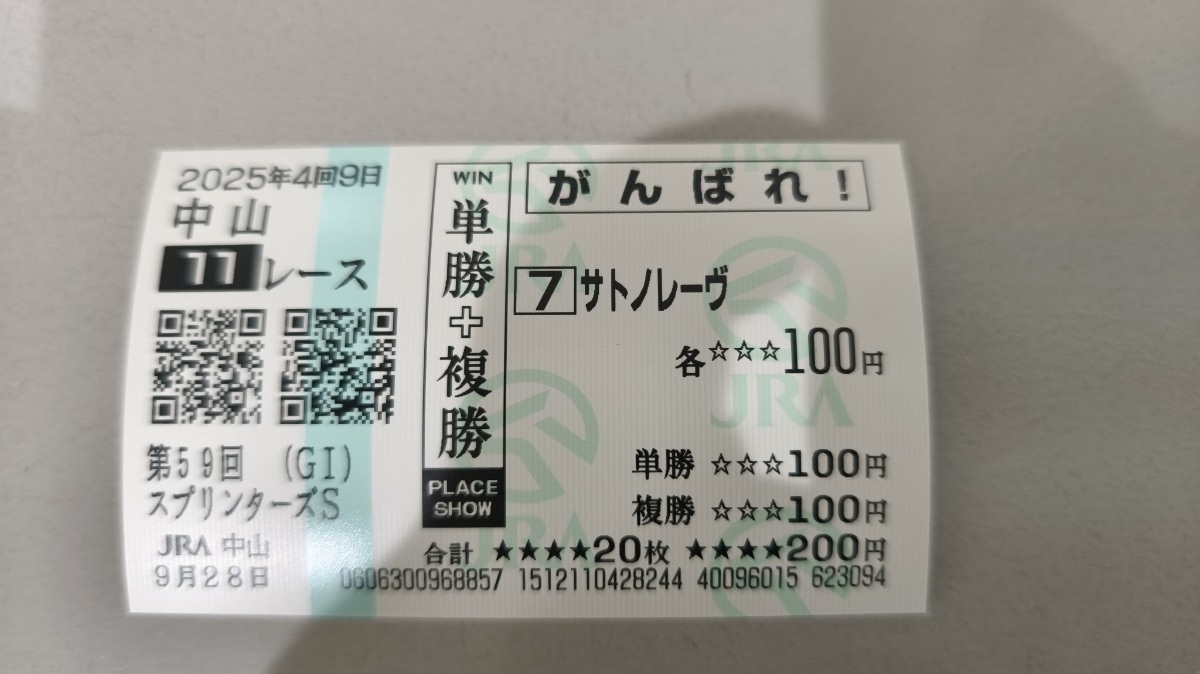 2025年4回9日
中山
11レース
第59回 (GI)
スプリンターズS
JRA 中山
9月28日
WIN
単勝+複勝
PLACE
SHOW
がんばれ!
7 サトノレーヴ
各☆☆☆100円
単勝 ☆☆☆100円
複勝 ☆☆☆100円
合計 ★★★★20枚 ★★★★200円
0606300968857 1512110428244 40096015 623094
JRA
JRA
JRA
JRA